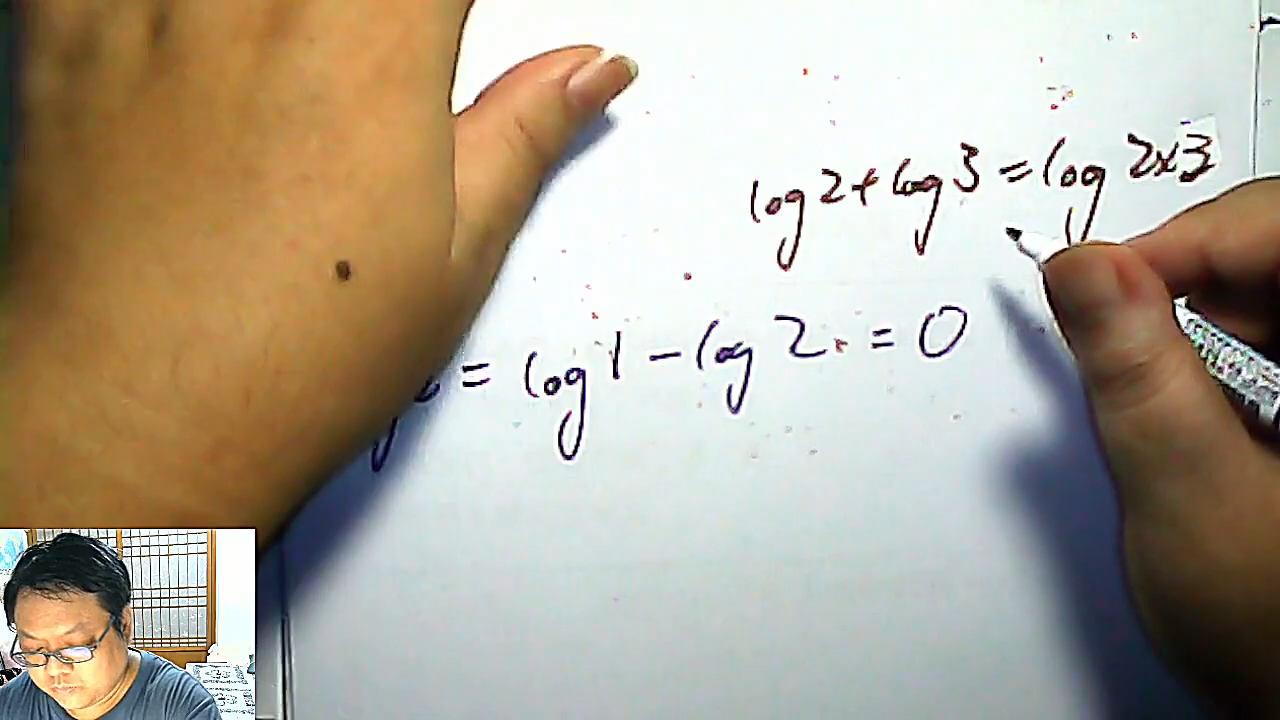 log 2 + log 3 = log 2×3
= log 1 - log 2 = 0